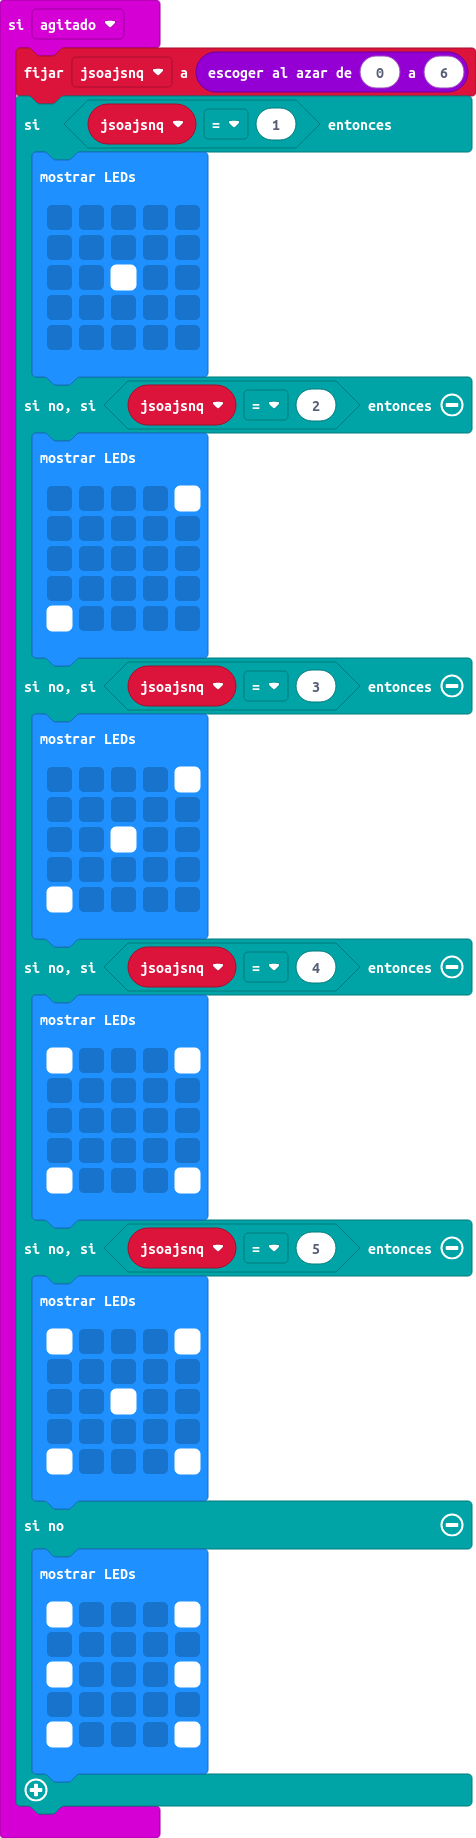 si agitado
fijar jsoajsnq a escoger al azar de 0 a 6
si jsoajsnq = 1 entonces
mostrar LEDs
si no, si jsoajsnq = 2 entonces
mostrar LEDs
si no, si jsoajsnq = 3 entonces
mostrar LEDs
si no, si jsoajsnq = 4 entonces
mostrar LEDs
si no, si jsoajsnq = 5 entonces
mostrar LEDs
si no
mostrar LEDs